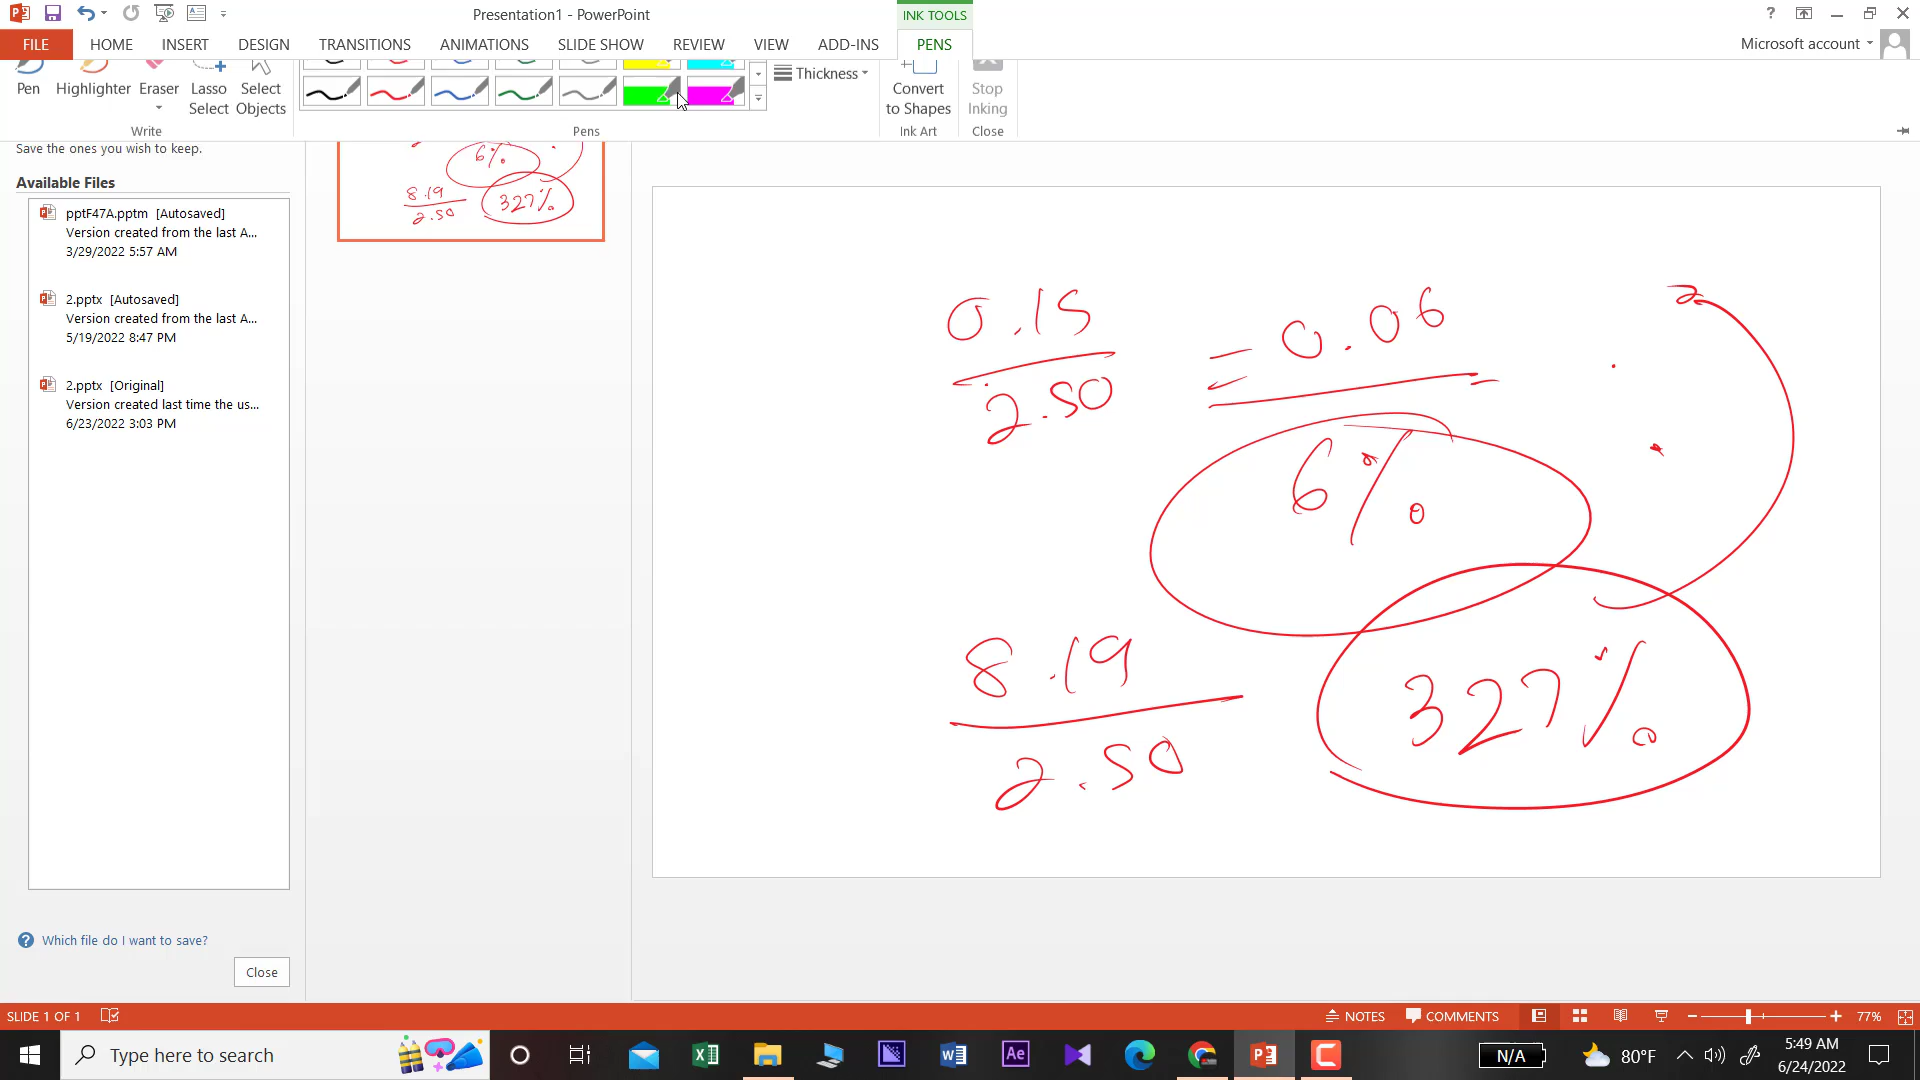 Presentation1 - PowerPoint
INK TOOLS
FILE HOME INSERT DESIGN TRANSITIONS ANIMATIONS SLIDE SHOW REVIEW VIEW ADD-INS PENS Microsoft account
Pen Highlighter Eraser Lasso Select Select Objects Thickness Convert to Shapes Stop Inking
Write Pens Ink Art Close
Save the ones you wish to keep.
Available Files
pptF47A.pptm [Autosaved]
Version created from the last A...
3/29/2022 5:57 AM
2.pptx [Autosaved]
Version created from the last A...
5/19/2022 8:47 PM
2.pptx [Original]
Version created last time the us...
6/23/2022 3:03 PM
Which file do I want to save?
Close
6%
8.19
2.50
327%
0.15
2.50
= 0.06
6%
8.19
2.50
327%
SLIDE 1 OF 1 NOTES COMMENTS 77%
Type here to search
N/A
80°F
5:49 AM
6/24/2022